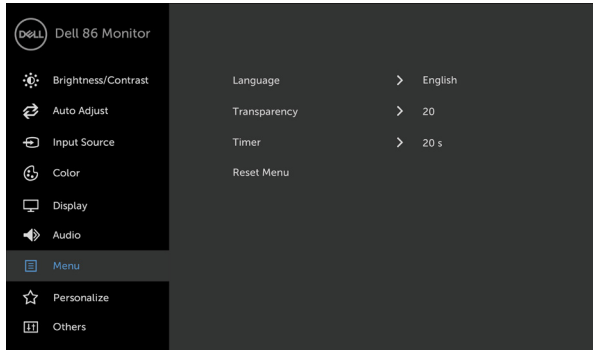 DELL Dell 86 Monitor
Brightness/Contrast
Auto Adjust
Input Source
Color
Display
Audio
Menu
Personalize
Others
Language > English
Transparency > 20
Timer > 20 s
Reset Menu